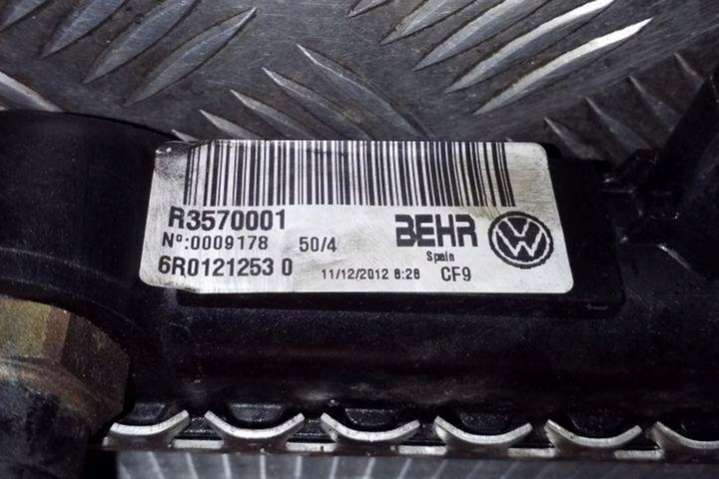 R3570001
Nº:0009178 50/4
BEHR
Spain
6R0121253 0 11/12/2012 8:28 CF9